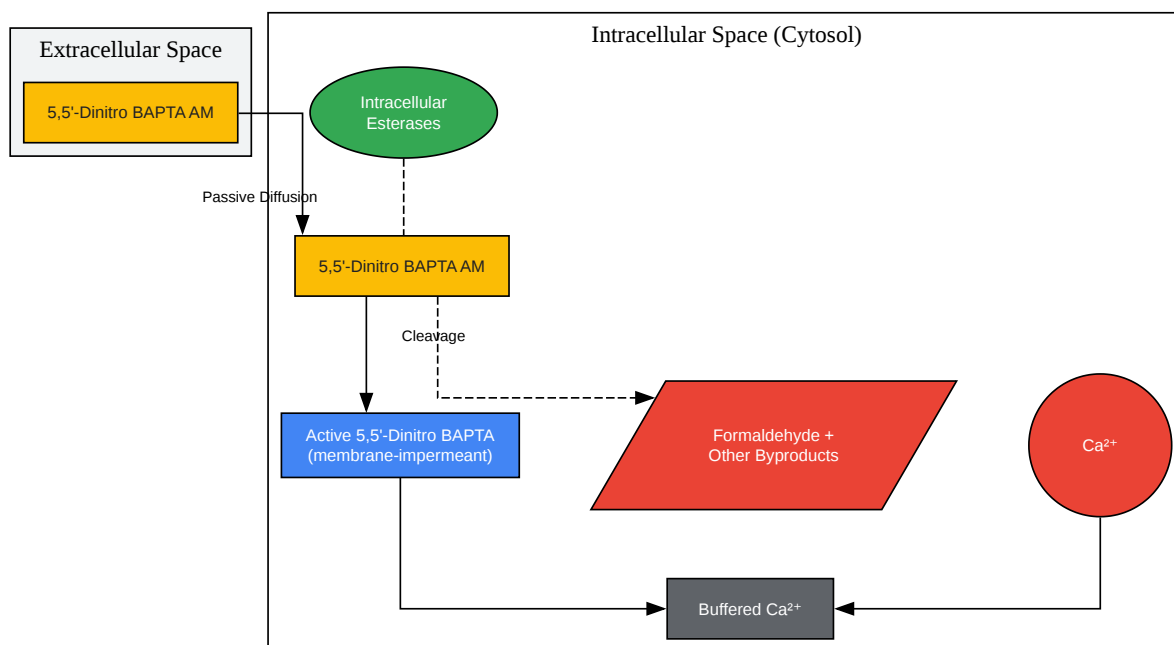 Extracellular Space
Intracellular Space (Cytosol)
5,5'-Dinitro BAPTA AM
Intracellular
Esterases
Passive Diffusion
5,5'-Dinitro BAPTA AM
Cleavage
Active 5,5'-Dinitro BAPTA
(membrane-impermeant)
Formaldehyde +
Other Byproducts
Ca²⁺
Buffered Ca²⁺